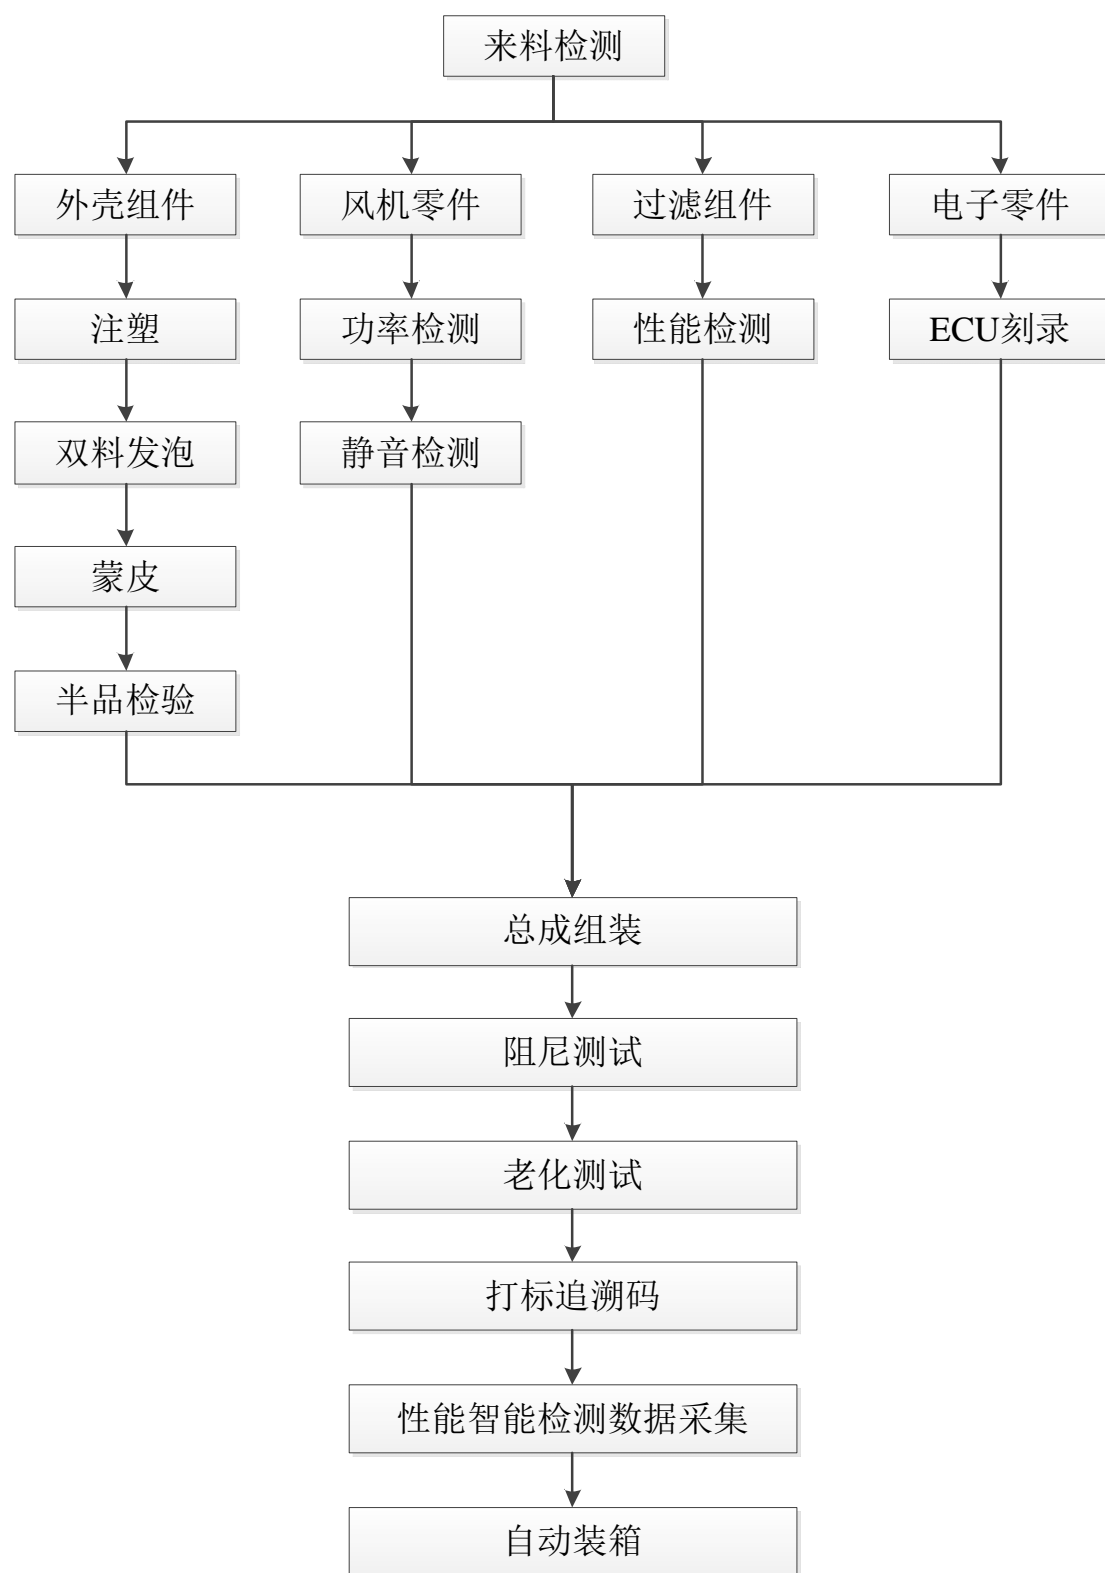 来料检测
外壳组件
风机零件
过滤组件
电子零件
注塑
功率检测
性能检测
ECU刻录
双料发泡
静音检测
蒙皮
半品检验
总成组装
阻尼测试
老化测试
打标追溯码
性能智能检测数据采集
自动装箱